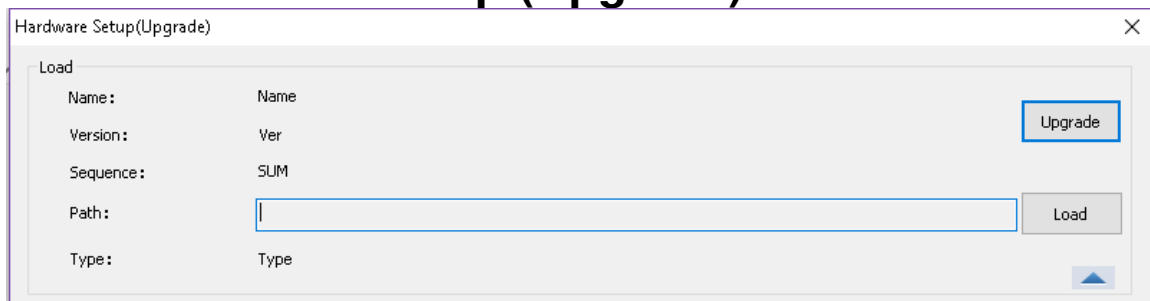 Hardware Setup(Upgrade)
Load
Name: Name
Upgrade
Version: Ver
Sequence: SUM
Path: Load
Type: Type